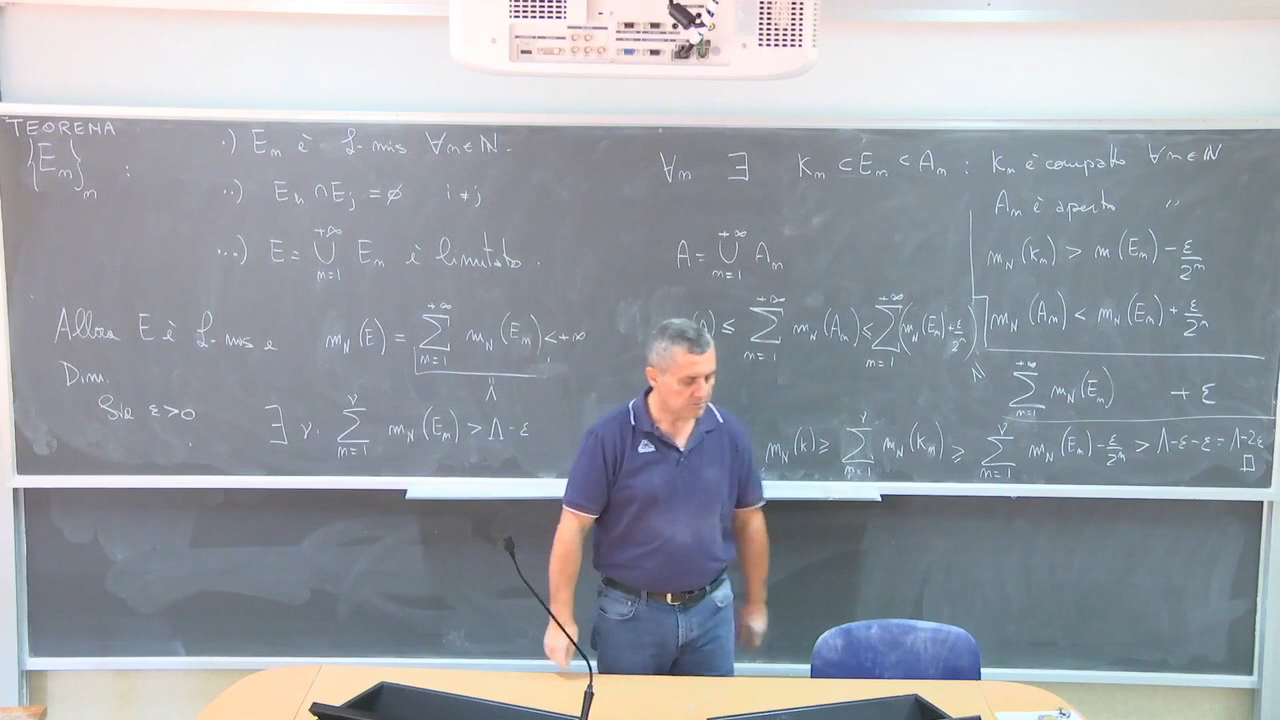 TEOREMA
{E_n}_n :
·) E_n è L-mis ∀n∈N.
··) E_n ∩ E_j = ø i ≠ j
···) E = ⋃_{n=1}^{+∞} E_n è limitato.
Allora E è L-mis e m_N(E) = ∑_{n=1}^{+∞} m_N(E_n) < +∞
Λ
Dim.
Sia ε>0 ∃ ν: ∑_{n=1}^{ν} m_N(E_n) > Λ-ε
∀n ∃ K_n ⊂ E_n ⊂ A_n : K_n è compatto ∀n∈N
A_n è aperto "
m_N(K_n) > m(E_n) - ε/2^n
A = ⋃_{n=1}^{+∞} A_n
m_N(A_n) < m_N(E_n) + ε/2^n
) ≤ ∑_{n=1}^{+∞} m_N(A_n) ≤ ∑_{n=1}^{+∞} (m_N(E_n) + ε/2^n)
∑_{n=1}^{+∞} m_N(E_n) + ε
m_N(K) ≥ ∑_{n=1}^{ν} m_N(K_n) ≥ ∑_{n=1}^{ν} m_N(E_n) - ε/2^n > Λ-ε-ε = Λ-2ε
□